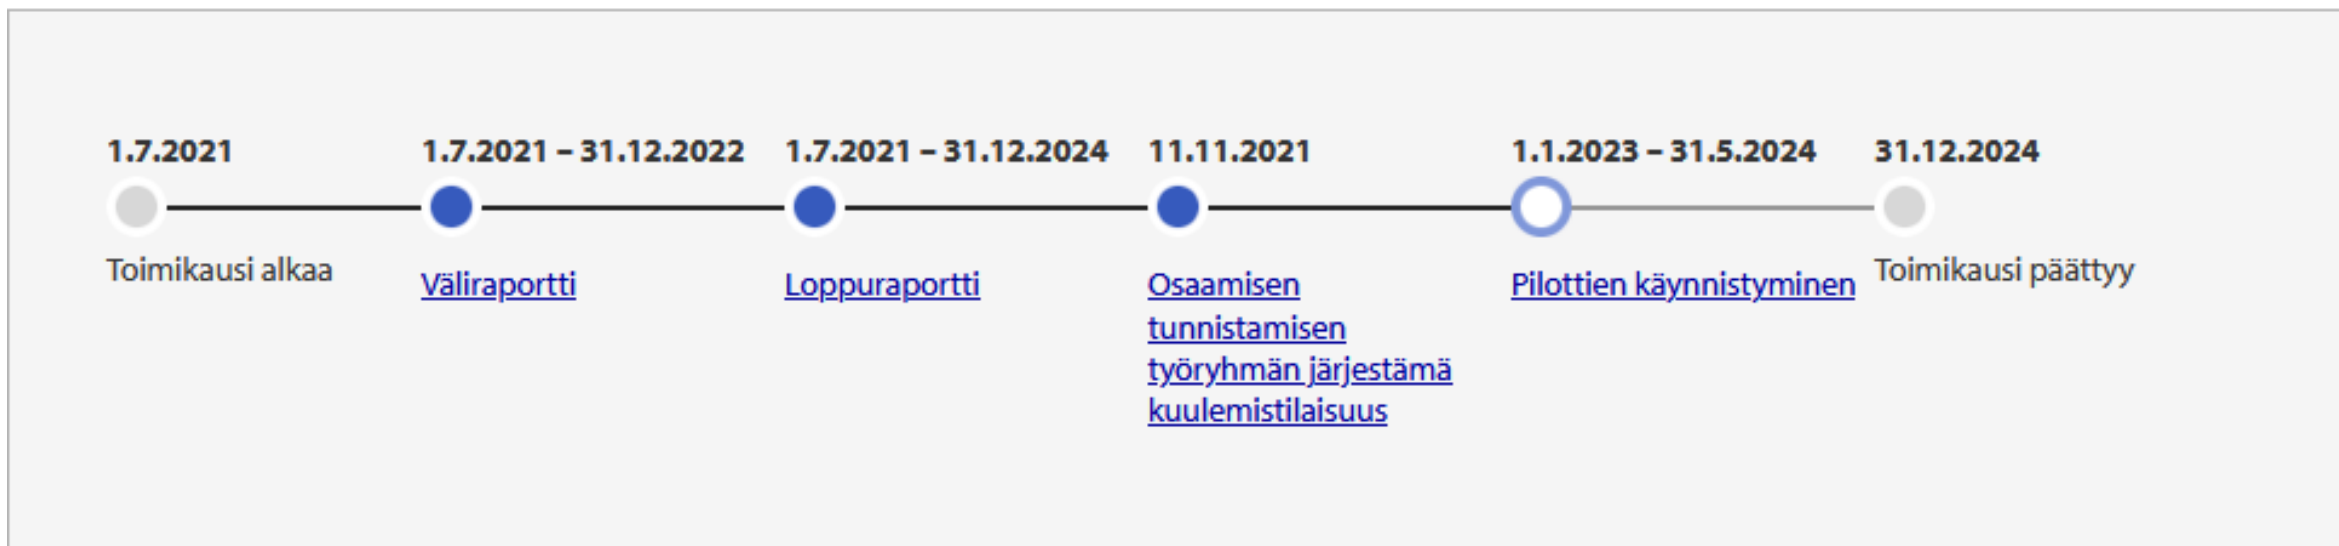 1.7.2021
1.7.2021 – 31.12.2022
1.7.2021 – 31.12.2024
11.11.2021
1.1.2023 – 31.5.2024
31.12.2024
Toimikausi alkaa
Väliraportti
Loppuraportti
Osaamisen
tunnistamisen
työryhmän järjestämä
kuulemistilaisuus
Pilottien käynnistyminen
Toimikausi päättyy